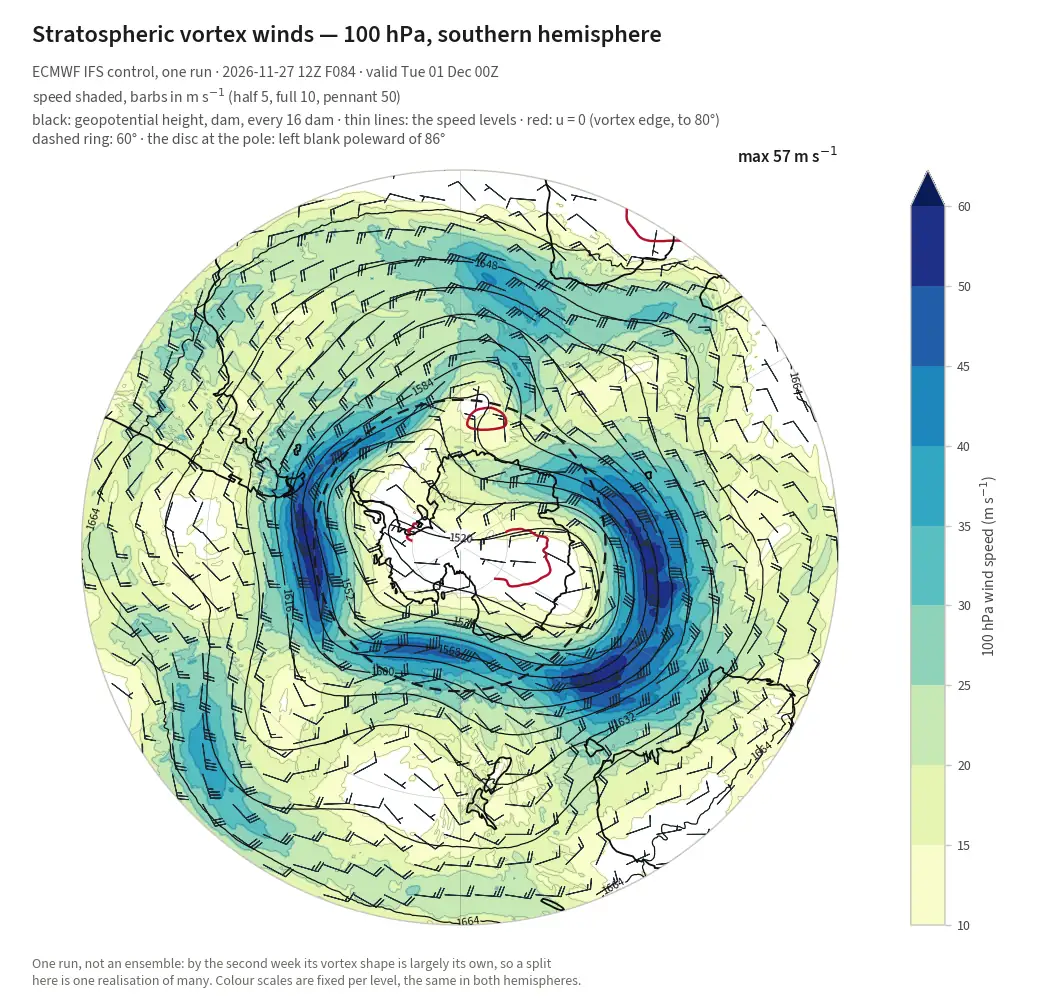 Stratospheric vortex winds — 100 hPa, southern hemisphere
ECMWF IFS control, one run · 2026-11-27 12Z F084 · valid Tue 01 Dec 00Z
speed shaded, barbs in m s⁻¹ (half 5, full 10, pennant 50)
black: geopotential height, dam, every 16 dam · thin lines: the speed levels · red: u = 0 (vortex edge, to 80°)
dashed ring: 60° · the disc at the pole: left blank poleward of 86°
max 57 m s⁻¹
60
50
45
40
35
30
25
20
15
10
100 hPa wind speed (m s⁻¹)
1648
1584
1664
1664
1520
1616
1568
1600
1632
1664
1664
1664
One run, not an ensemble: by the second week its vortex shape is largely its own, so a split
here is one realisation of many. Colour scales are fixed per level, the same in both hemispheres.